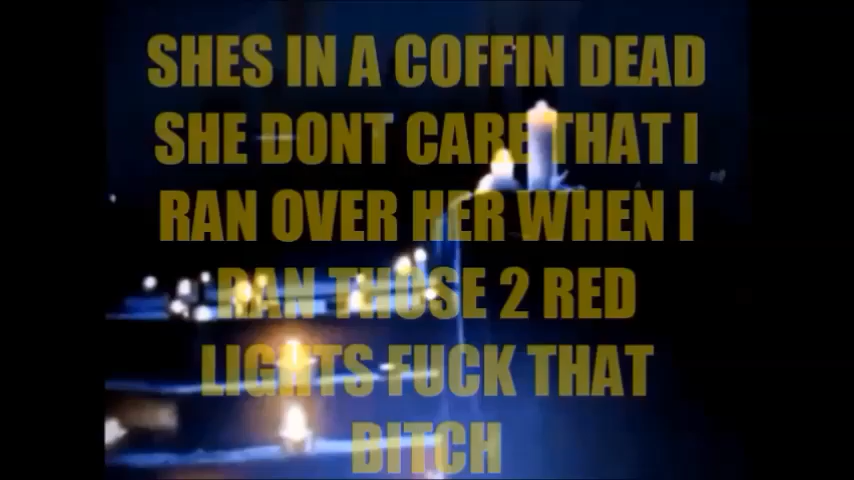 SHES IN A COFFIN DEAD
SHE DONT CARE THAT I
RAN OVER HER WHEN I
RAN THOSE 2 RED
LIGHTS FUCK THAT
BITCH